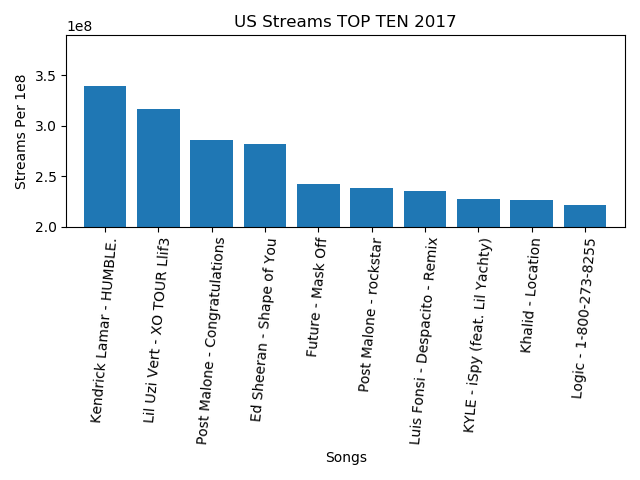 US Streams TOP TEN 2017
1e8
Streams Per 1e8
3.5
3.0
2.5
2.0
Kendrick Lamar - HUMBLE.
Lil Uzi Vert - XO TOUR Llif3
Post Malone - Congratulations
Ed Sheeran - Shape of You
Future - Mask Off
Post Malone - rockstar
Luis Fonsi - Despacito - Remix
KYLE - iSpy (feat. Lil Yachty)
Khalid - Location
Logic - 1-800-273-8255
Songs